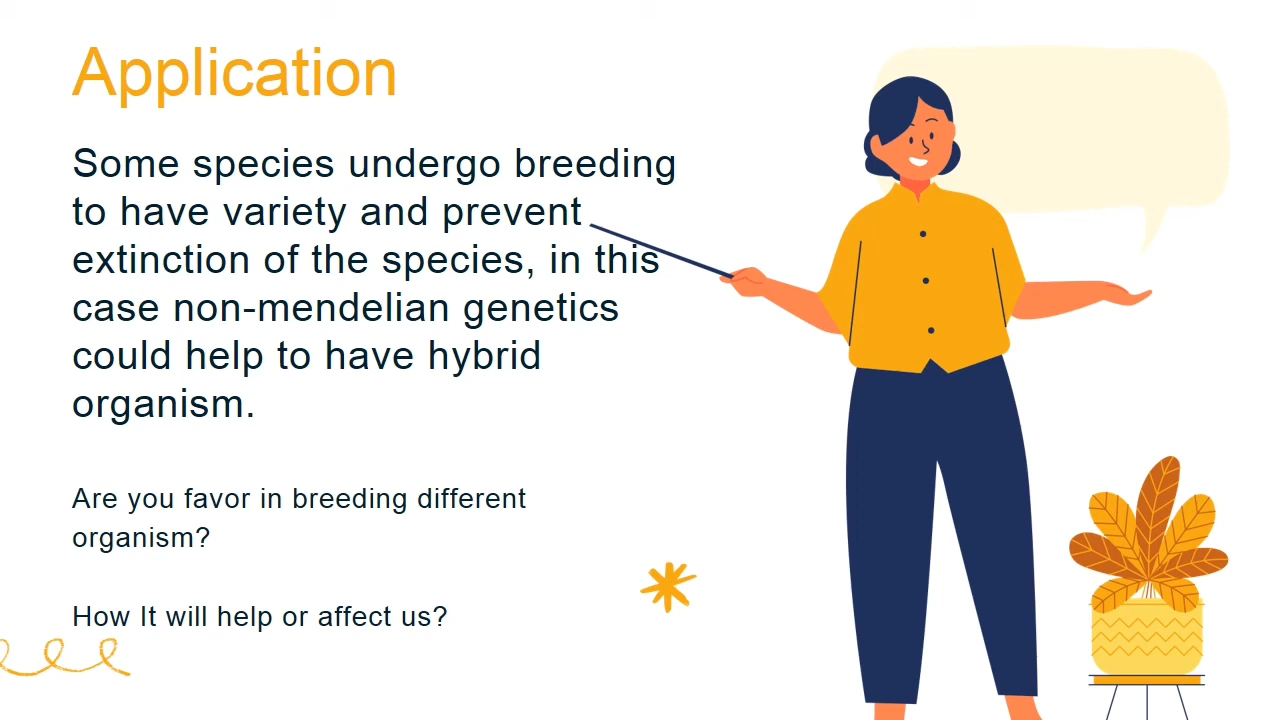 Application
Some species undergo breeding
to have variety and prevent
extinction of the species, in this
case non-mendelian genetics
could help to have hybrid
organism.
Are you favor in breeding different
organism?
How It will help or affect us?